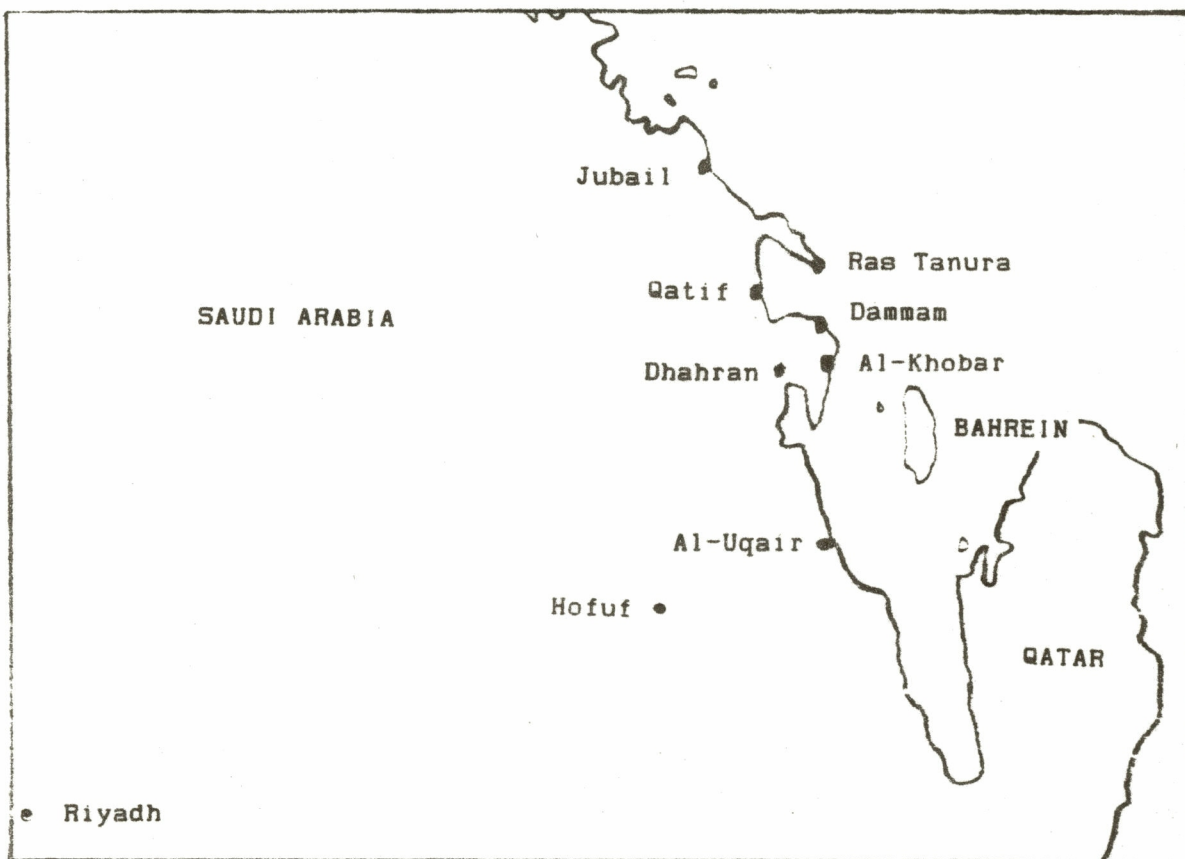 Jubail
Ras Tanura
Qatif
SAUDI ARABIA
Dammam
Dhahran
Al-Khobar
BAHREIN
Al-Uqair
Hofuf
QATAR
Riyadh